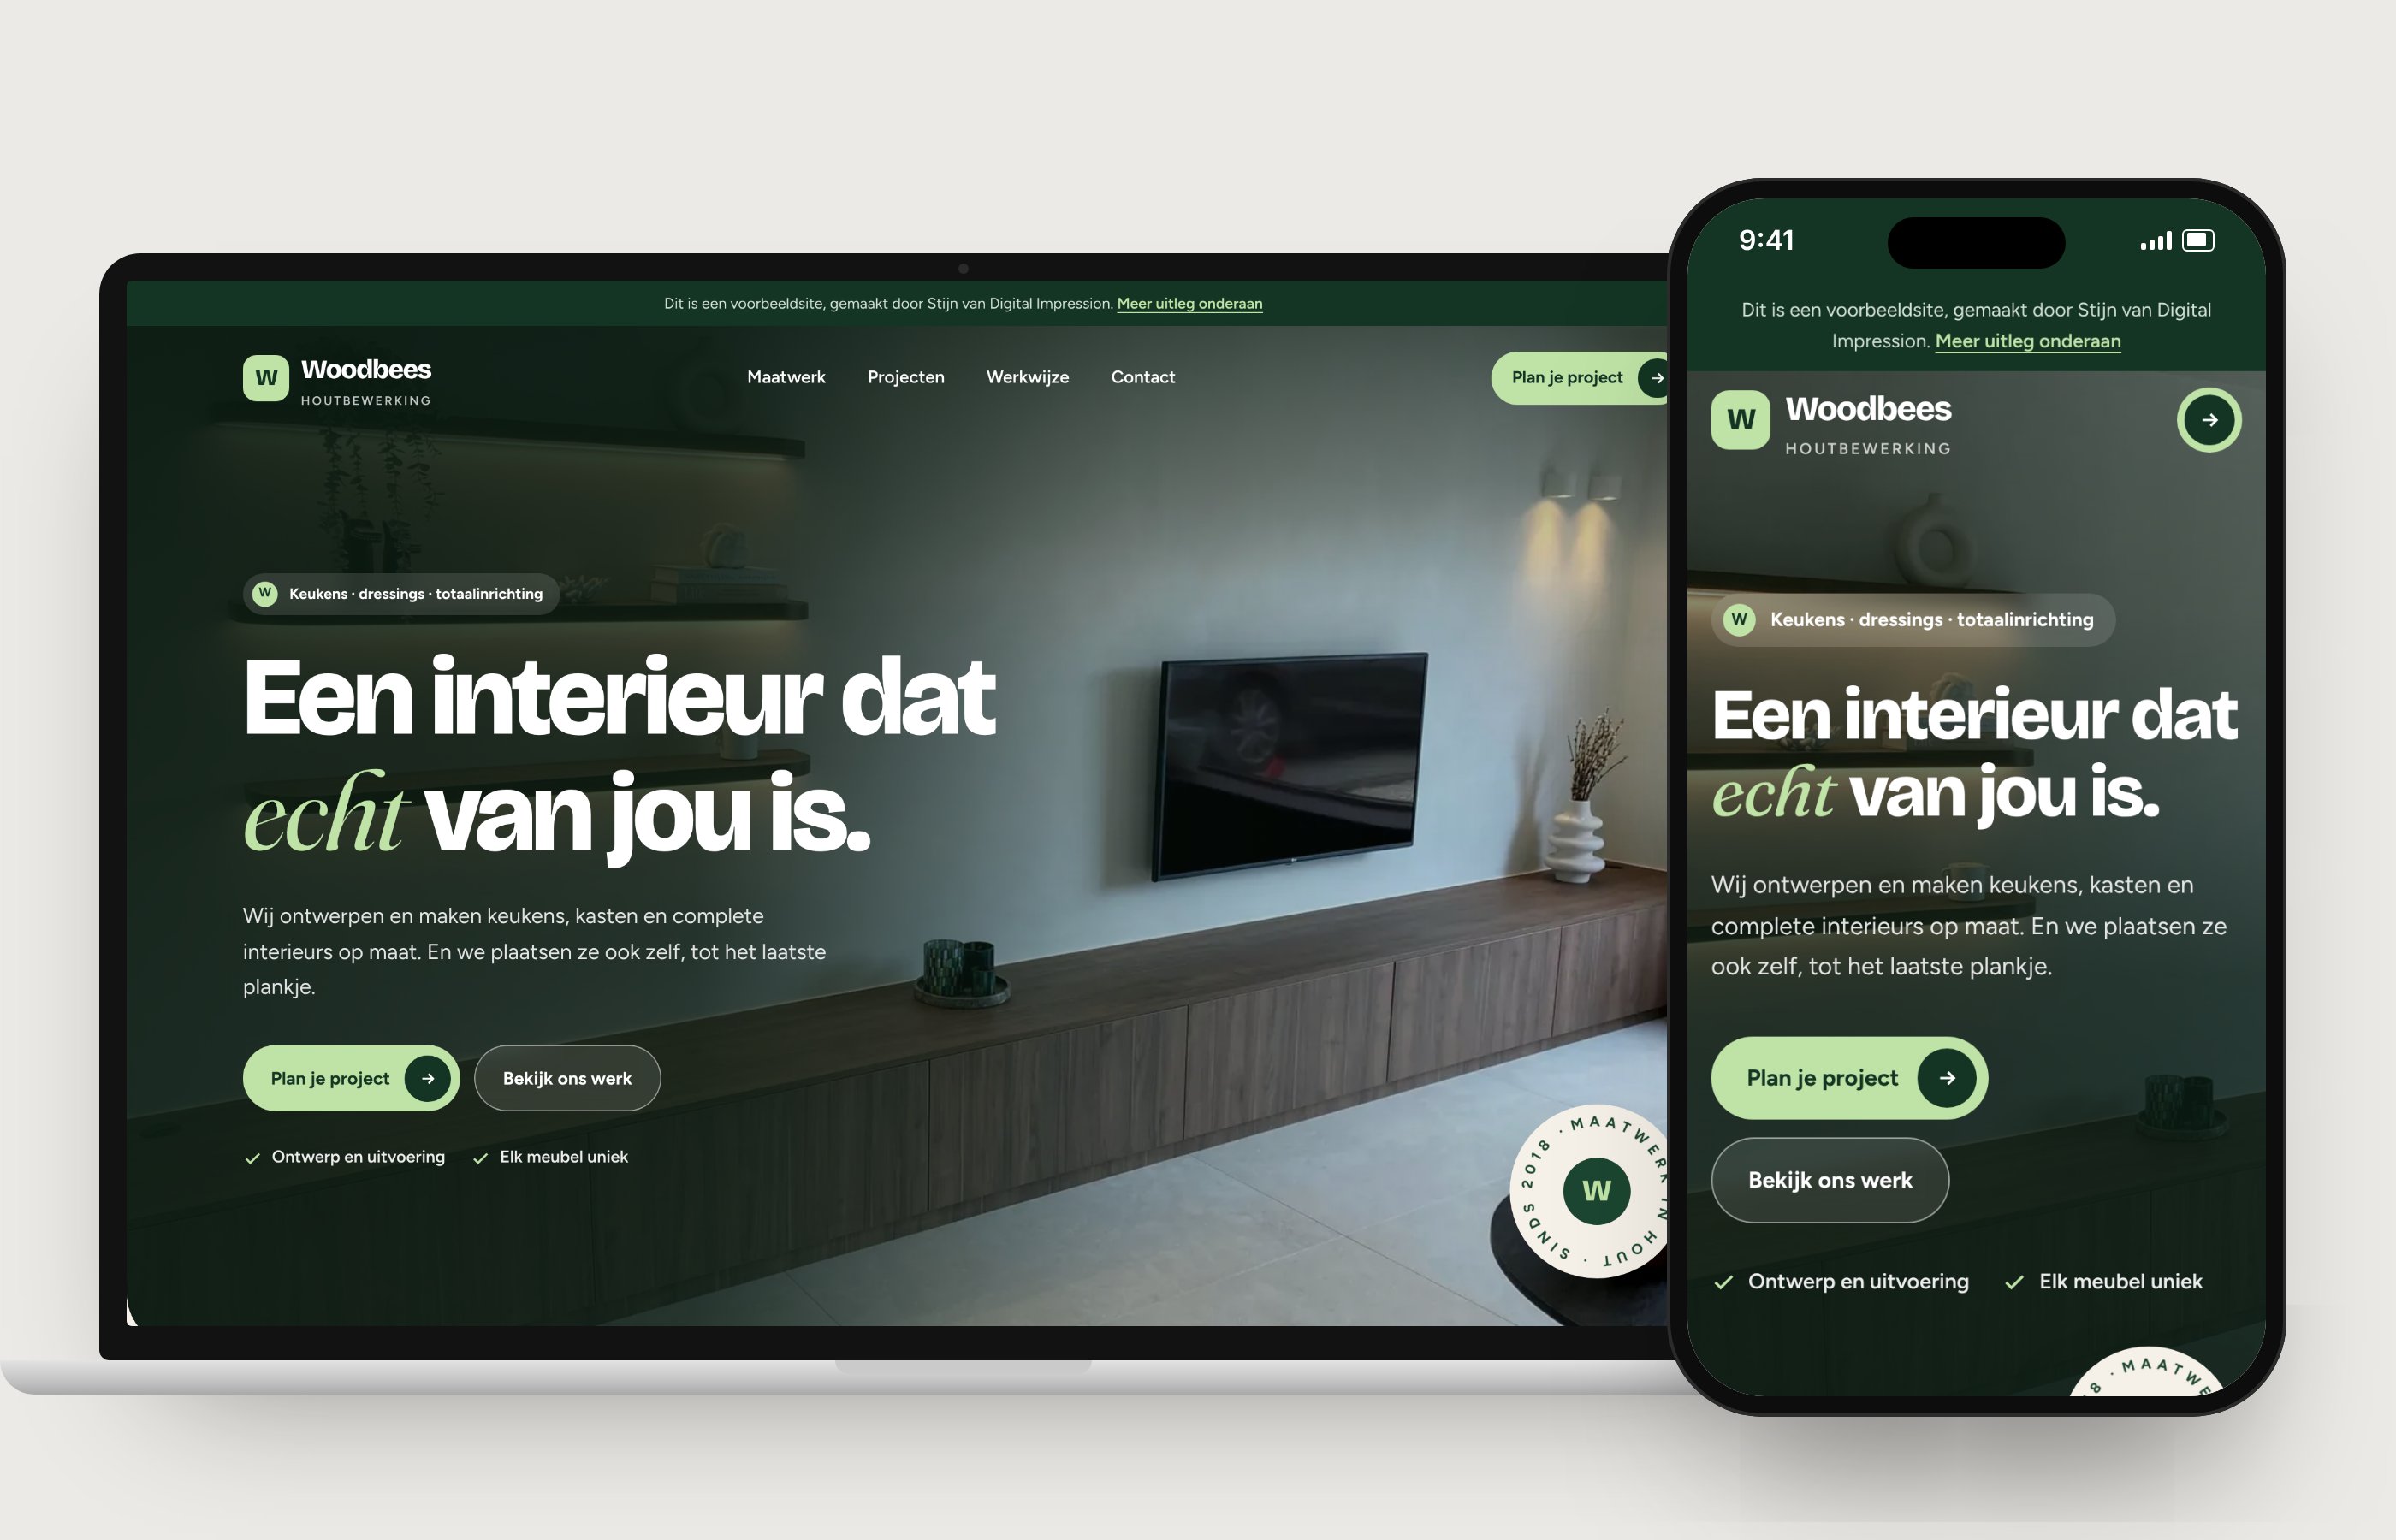 Dit is een voorbeeldsite, gemaakt door Stijn van Digital Impression. Meer uitleg onderaan
W
Woodbees
HOUTBEWERKING
Maatwerk
Projecten
Werkwijze
Contact
Plan je project
W
Keukens · dressings · totaalinrichting
Een interieur dat
echt van jou is.
Wij ontwerpen en maken keukens, kasten en complete
interieurs op maat. En we plaatsen ze ook zelf, tot het laatste
plankje.
Plan je project
Bekijk ons werk
Ontwerp en uitvoering
Elk meubel uniek
· MAATWERK IN HOUT · SINDS 2018
W
9:41
Dit is een voorbeeldsite, gemaakt door Stijn van Digital
Impression. Meer uitleg onderaan
W
Woodbees
HOUTBEWERKING
W
Keukens · dressings · totaalinrichting
Een interieur dat
echt van jou is.
Wij ontwerpen en maken keukens, kasten en
complete interieurs op maat. En we plaatsen ze
ook zelf, tot het laatste plankje.
Plan je project
Bekijk ons werk
Ontwerp en uitvoering
Elk meubel uniek
8 · MAATWE